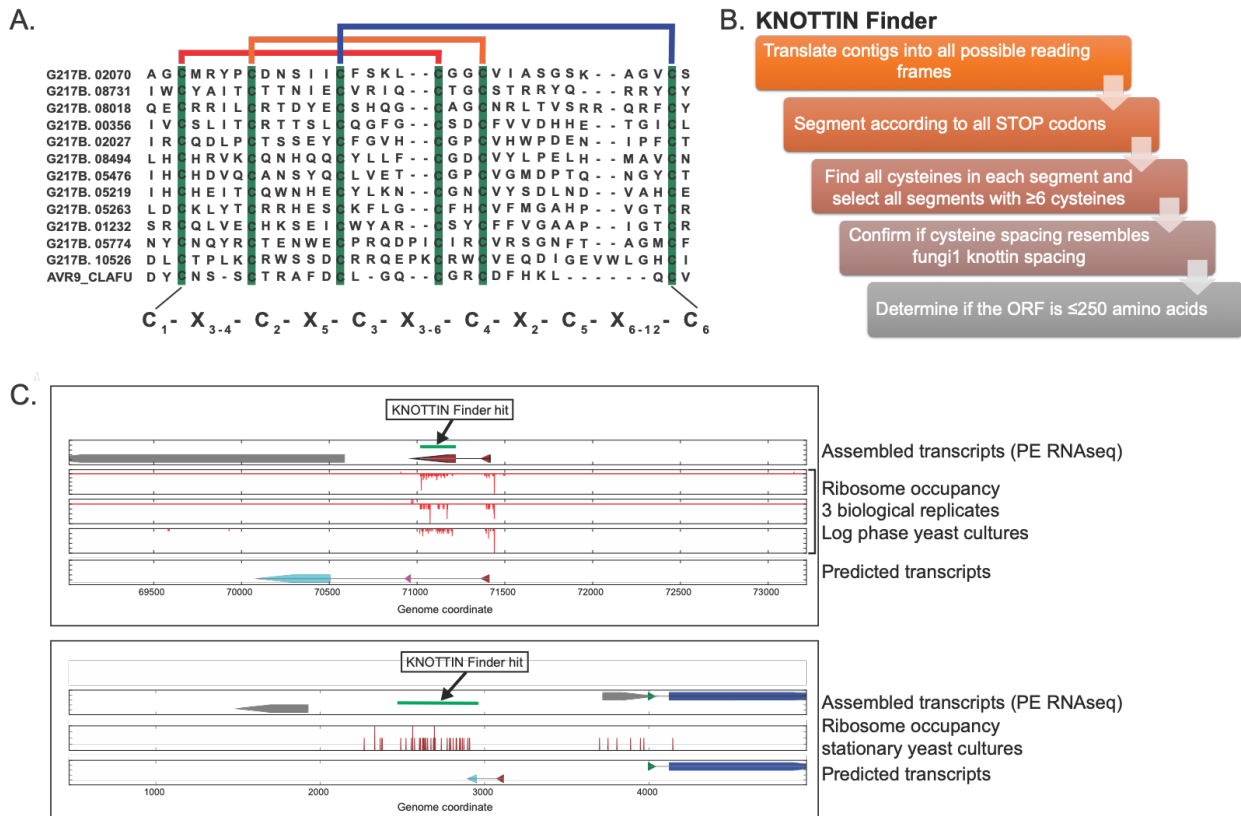 A.
G217B. 02070 A G C M R Y P C D N S I I C F S K L - - C G G C V I A S G S K - - A G V C S
G217B. 08731 I W C Y A I T C T T N I E C V R I Q - - C T G C S T R R Y Q - - - R R Y C Y
G217B. 08018 Q E C R R I L C R T D Y E C S H Q G - - C A G C N R L T V S R R - Q R F C Y
G217B. 00356 I V C S L I T C R T T S L C Q G F G - - C S D C F V V D H H E - - T G I C L
G217B. 02027 I R C Q D L P C T S S E Y C F G V H - - C G P C V H W P D E N - - I P F C T
G217B. 08494 L H C H R V K C Q N H Q Q C Y L L F - - C G D C V Y L P E L H - - M A V C N
G217B. 05476 I H C H D V Q C A N S Y Q C L V E T - - C G P C V G M D P T Q - - N G Y C T
G217B. 05219 I H C H E I T C Q W N H E C Y L K N - - C G N C V Y S D L N D - - V A H C E
G217B. 05263 L D C K L Y T C R R H E S C K F L G - - C F H C V F M G A H P - - V G T C R
G217B. 01232 S R C Q L V E C H K S E I C W Y A R - - C S Y C F F V G A A P - - I G T C R
G217B. 05774 N Y C N Q Y R C T E N W E C P R Q D P I C I R C V R S G N F T - - A G M C F
G217B. 10526 D L C T P L K C R W S S D C R R Q E P K C R W C V E Q D I G E V W L G H C I
AVR9_CLAFU D Y C N S - S C T R A F D C L - G Q - - C G R C D F H K L - - - - - - Q C V
C1- X3-4- C2- X5- C3- X3-6- C4- X2- C5- X6-12- C6
B. KNOTTIN Finder
Translate contigs into all possible reading
frames
Segment according to all STOP codons
Find all cysteines in each segment and
select all segments with ≥6 cysteines
Confirm if cysteine spacing resembles
fungi1 knottin spacing
Determine if the ORF is ≤250 amino acids
C.
KNOTTIN Finder hit
Assembled transcripts (PE RNAseq)
Ribosome occupancy
3 biological replicates
Log phase yeast cultures
Predicted transcripts
69500 70000 70500 71000 71500 72000 72500 73000
Genome coordinate
KNOTTIN Finder hit
Assembled transcripts (PE RNAseq)
Ribosome occupancy
stationary yeast cultures
Predicted transcripts
1000 2000 3000 4000
Genome coordinate